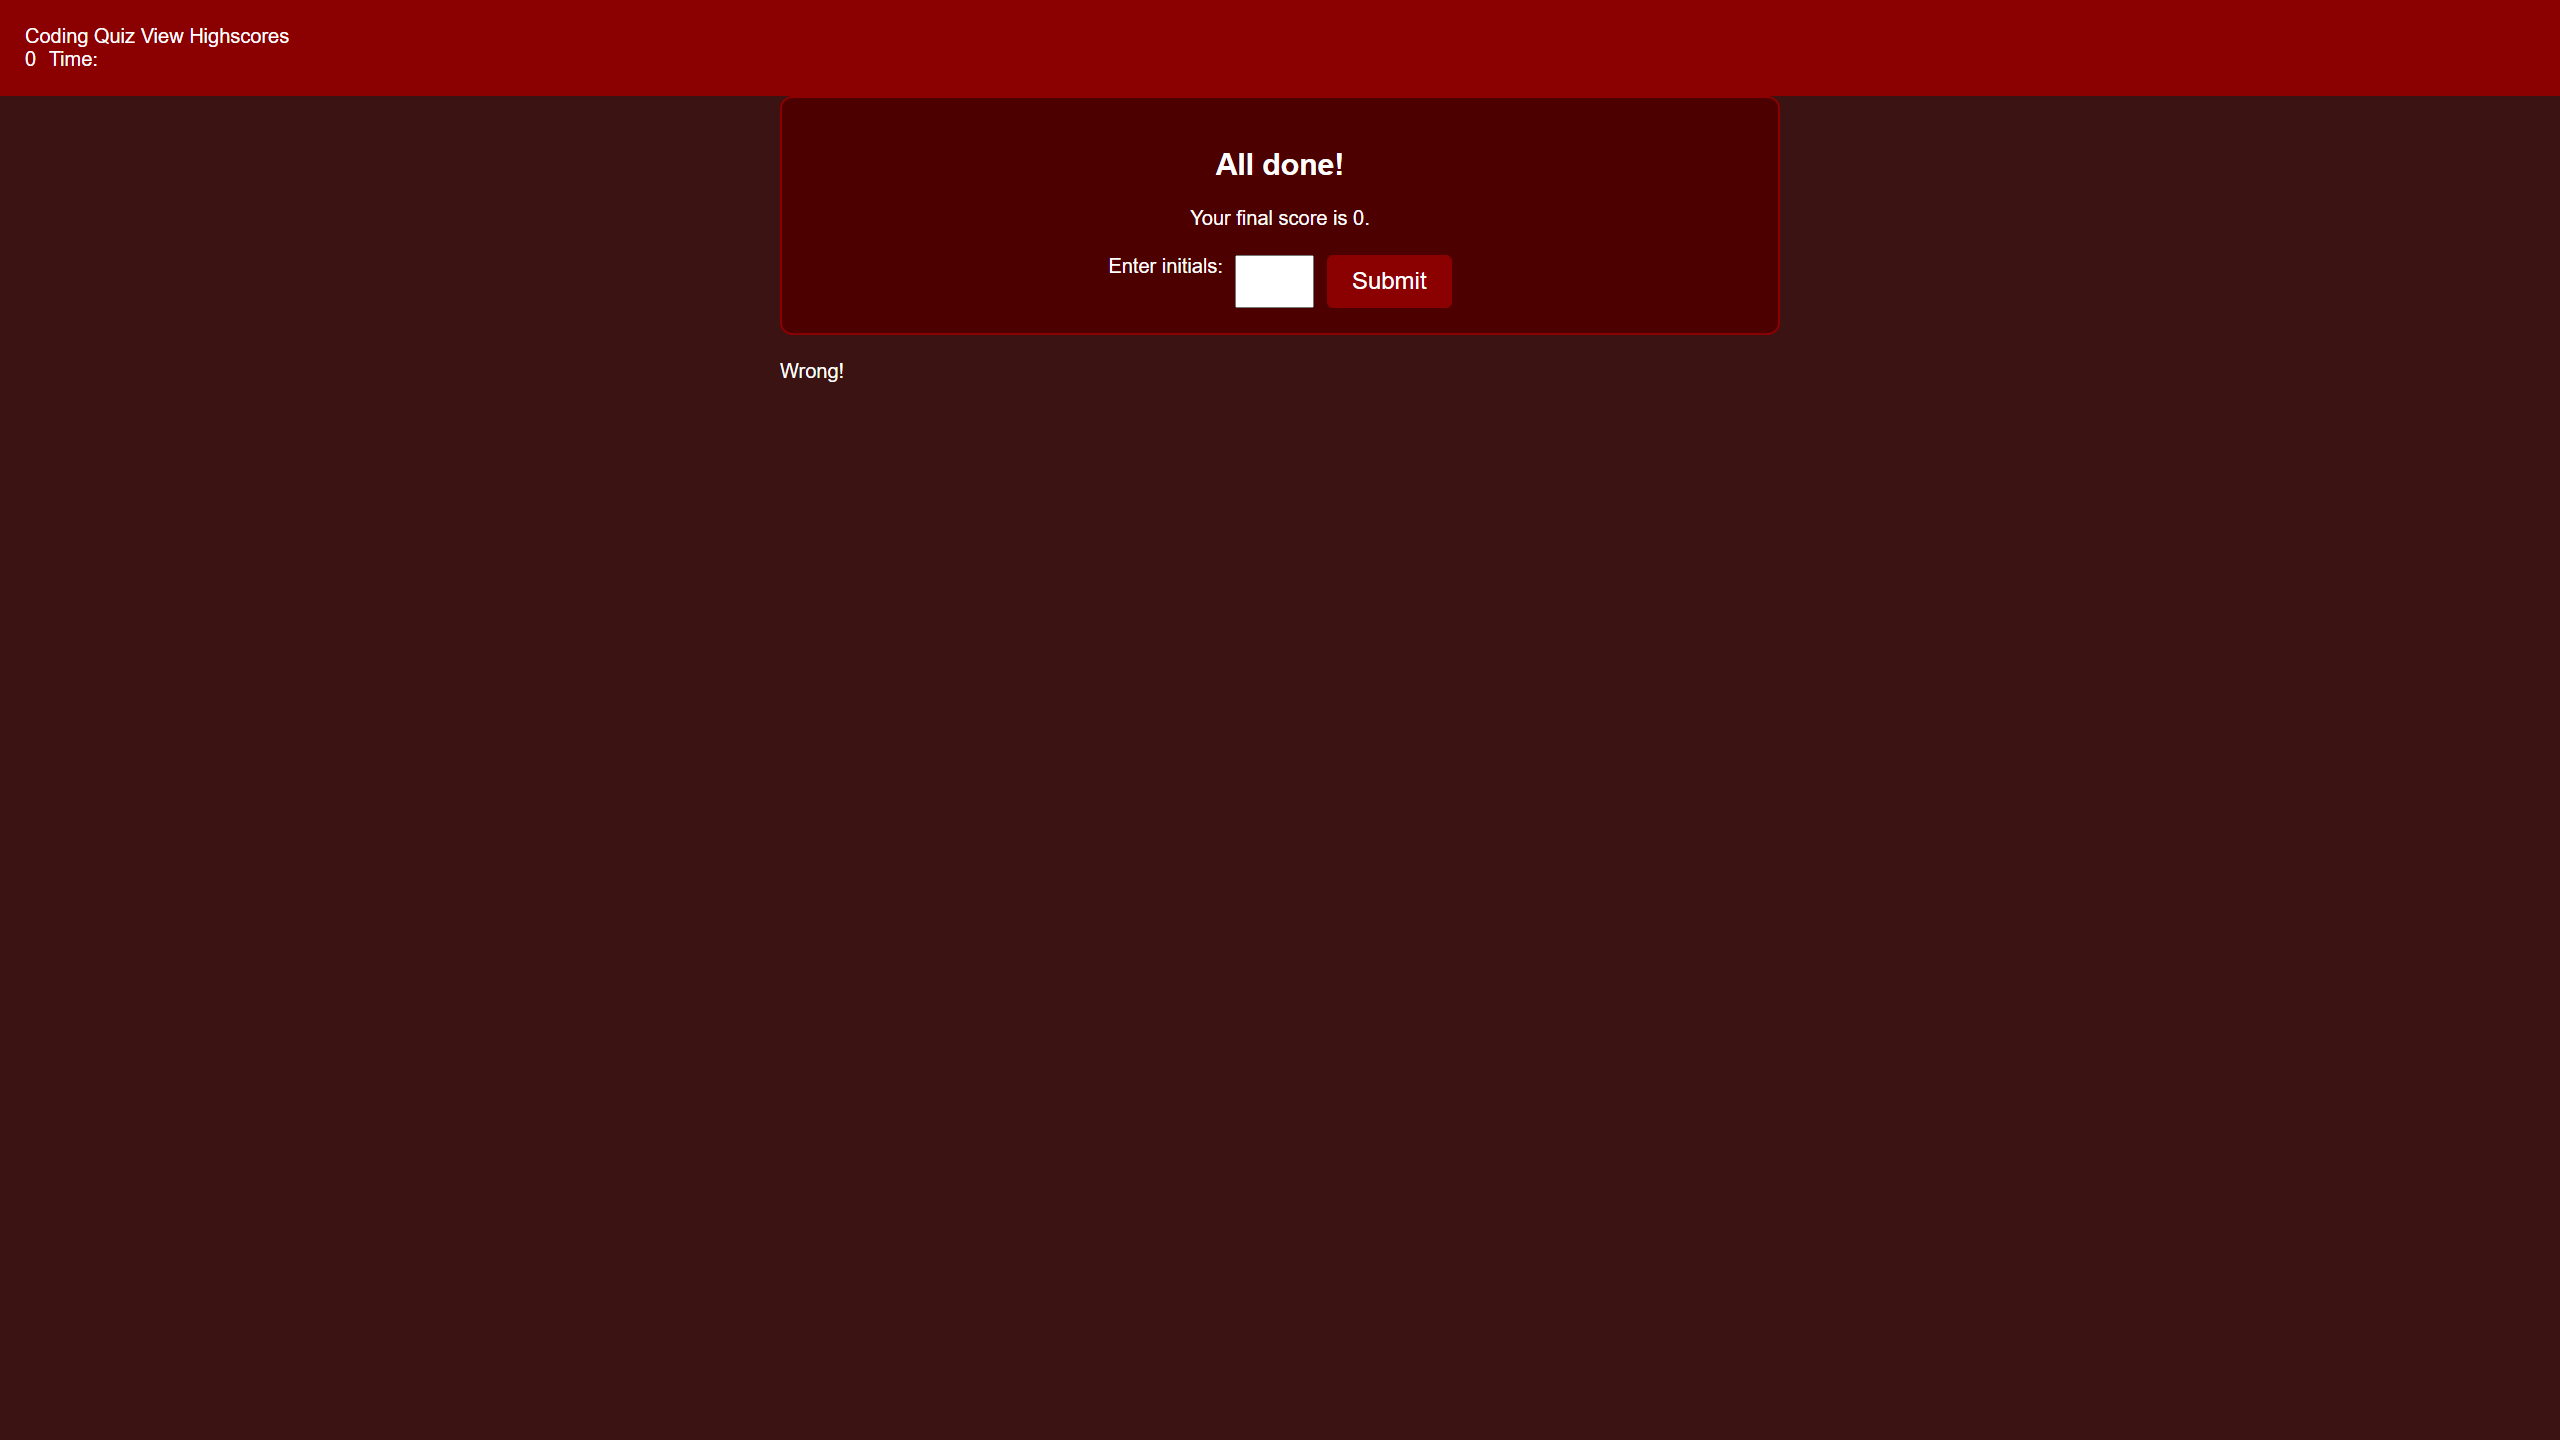 Coding Quiz View Highscores
0 Time:
All done!
Your final score is 0.
Enter initials: Submit
Wrong!